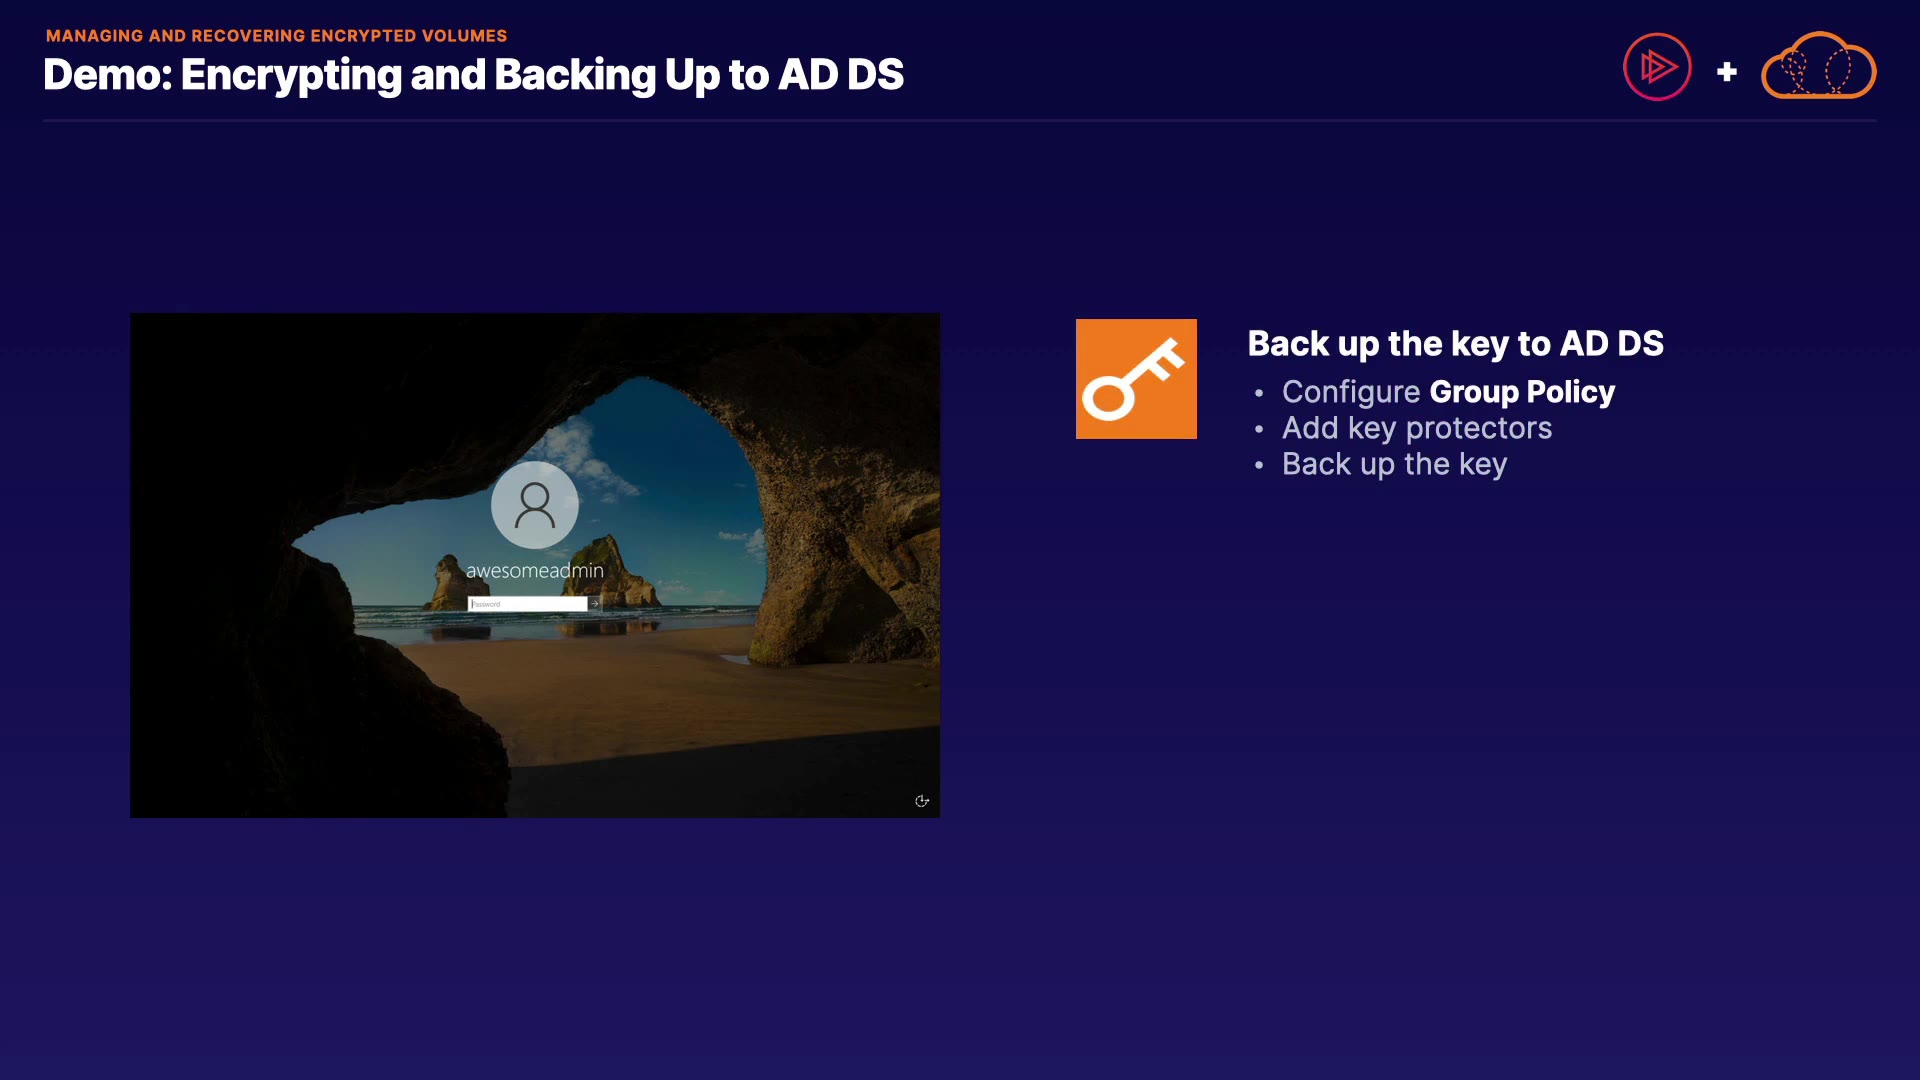 MANAGING AND RECOVERING ENCRYPTED VOLUMES
Demo: Encrypting and Backing Up to AD DS
awesomeadmin
Password
Back up the key to AD DS
• Configure Group Policy
• Add key protectors
• Back up the key